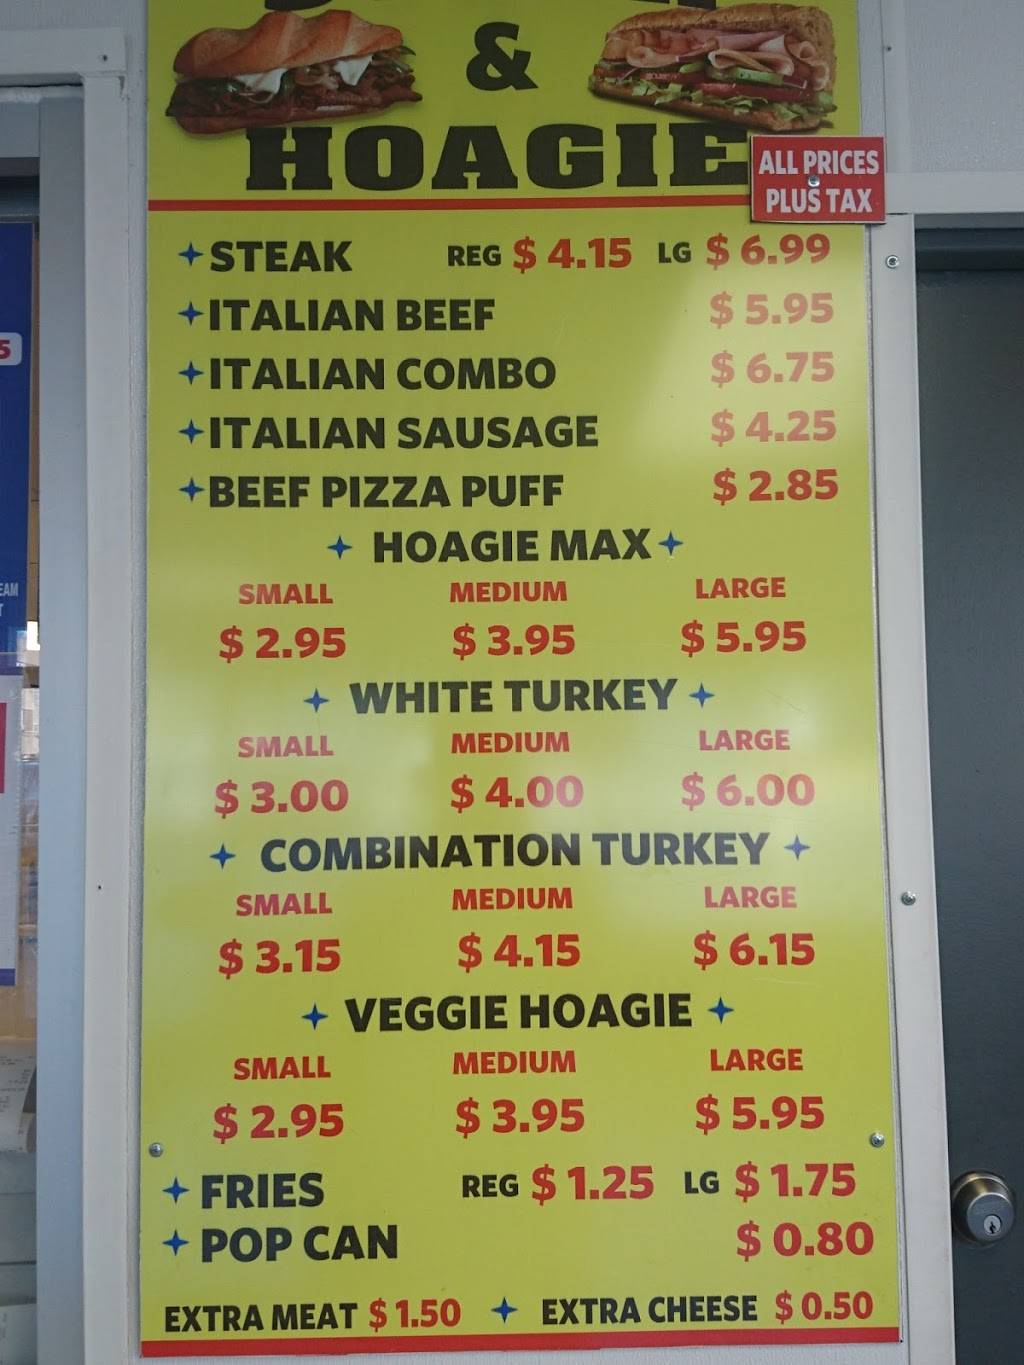 &
HOAGIE
ALL PRICES
PLUS TAX
STEAK REG $ 4.15 LG $ 6.99
ITALIAN BEEF $ 5.95
ITALIAN COMBO $ 6.75
ITALIAN SAUSAGE $ 4.25
BEEF PIZZA PUFF $ 2.85
HOAGIE MAX
SMALL MEDIUM LARGE
$ 2.95 $ 3.95 $ 5.95
WHITE TURKEY
SMALL MEDIUM LARGE
$ 3.00 $ 4.00 $ 6.00
COMBINATION TURKEY
SMALL MEDIUM LARGE
$ 3.15 $ 4.15 $ 6.15
VEGGIE HOAGIE
SMALL MEDIUM LARGE
$ 2.95 $ 3.95 $ 5.95
FRIES REG $ 1.25 LG $ 1.75
POP CAN $ 0.80
EXTRA MEAT $ 1.50 EXTRA CHEESE $ 0.50